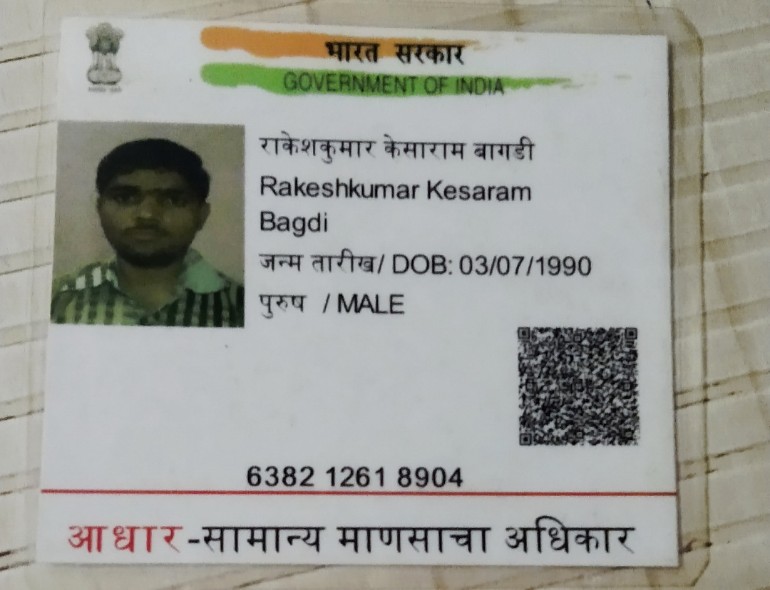 भारत सरकार
GOVERNMENT OF INDIA
राकेशकुमार केसाराम बागडी
Rakeshkumar Kesaram
Bagdi
जन्म तारीख/ DOB: 03/07/1990
पुरुष / MALE
6382 1261 8904
आधार-सामान्य माणसाचा अधिकार